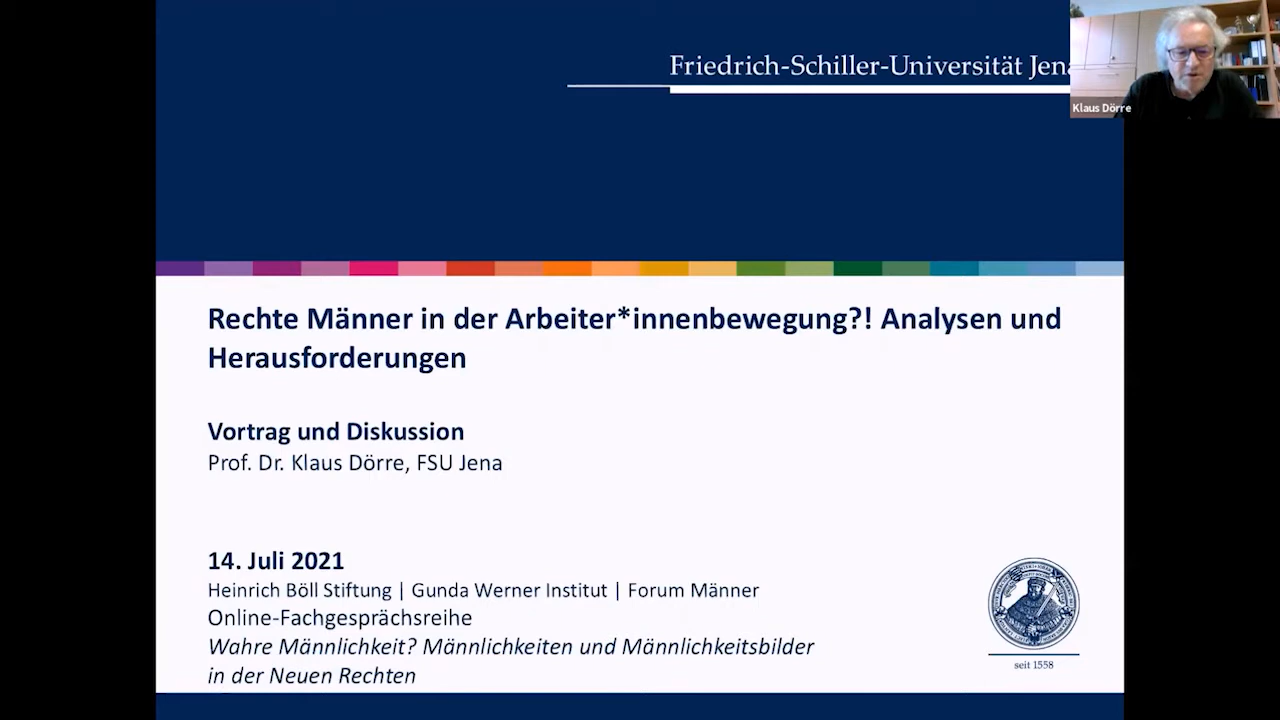 Friedrich-Schiller-Universität Jena
Klaus Dörre
Rechte Männer in der Arbeiter*innenbewegung?! Analysen und
Herausforderungen
Vortrag und Diskussion
Prof. Dr. Klaus Dörre, FSU Jena
14. Juli 2021
Heinrich Böll Stiftung | Gunda Werner Institut | Forum Männer
Online-Fachgesprächsreihe
Wahre Männlichkeit? Männlichkeiten und Männlichkeitsbilder
in der Neuen Rechten
seit 1558